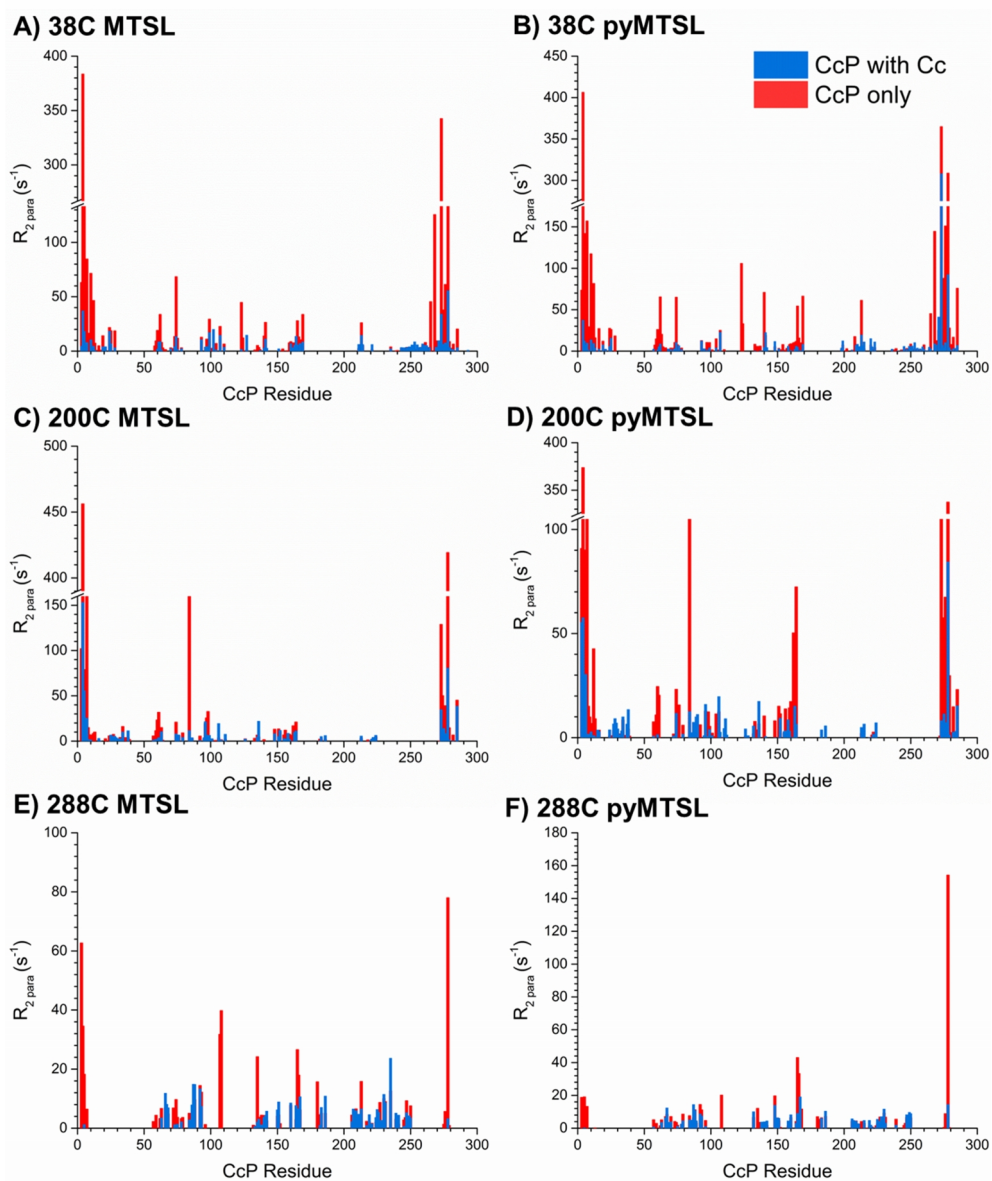 A) 38C MTSL
B) 38C pyMTSL
CcP with Cc
CcP only
R2 para (s-1)
400
350
300
100
50
0
0 50 100 150 200 250 300
CcP Residue
R2 para (s-1)
450
400
350
300
150
100
50
0
0 50 100 150 200 250 300
CcP Residue
C) 200C MTSL
D) 200C pyMTSL
R2 para (s-1)
500
450
400
150
100
50
0
0 50 100 150 200 250 300
CcP Residue
R2 para (s-1)
400
350
100
50
0
0 50 100 150 200 250 300
CcP Residue
E) 288C MTSL
F) 288C pyMTSL
R2 para (s-1)
100
80
60
40
20
0
0 50 100 150 200 250 300
CcP Residue
R2 para (s-1)
180
160
140
120
100
80
60
40
20
0
0 50 100 150 200 250 300
CcP Residue